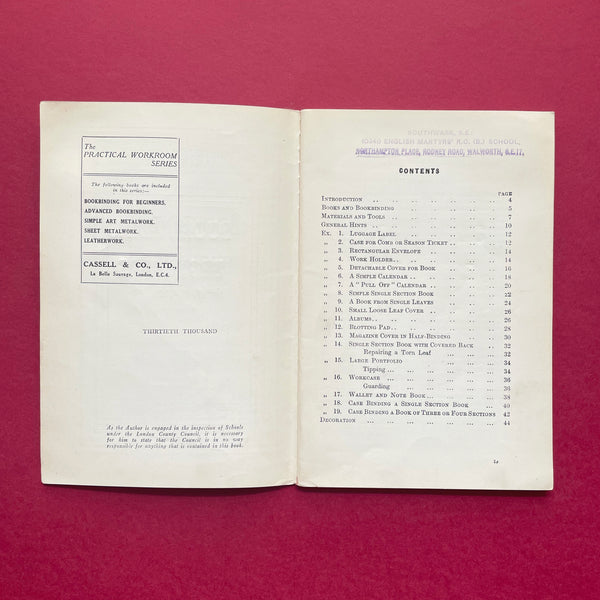 The
PRACTICAL WORKROOM
SERIES
The following books are included
in this series:—
BOOKBINDING FOR BEGINNERS.
ADVANCED BOOKBINDING.
SIMPLE ART METALWORK.
SHEET METALWORK.
LEATHERWORK.
CASSELL & CO., LTD.,
La Belle Sauvage, London, E.C.4.
THIRTIETH THOUSAND
As the Author is engaged in the inspection of Schools
under the London County Council, it is necessary
for him to state that the Council is in no way
responsible for anything that is contained in this book.
SOUTHWARK, S.E.
(034) ENGLISH MARTYRS' R.C. (B.) SCHOOL,
NORTHAMPTON PLACE, RODNEY ROAD, WALWORTH, S.E.17.
CONTENTS
PAGE
INTRODUCTION .. .. .. .. .. .. .. 4
BOOKS AND BOOKBINDING .. .. .. .. .. 5
MATERIALS AND TOOLS .. .. .. .. .. .. 7
GENERAL HINTS .. .. .. .. .. .. .. 10
Ex. 1. LUGGAGE LABEL .. .. .. .. .. 12
„ 2. CASE FOR COMB OR SEASON TICKET .. .. .. 12
„ 3. RECTANGULAR ENVELOPE .. .. .. .. 14
„ 4. WORK HOLDER .. .. .. .. .. .. 14
„ 5. DETACHABLE COVER FOR BOOK .. .. .. 16
„ 6. A SIMPLE CALENDAR .. .. .. .. .. 18
„ 7. A "PULL OFF" CALENDAR .. .. .. .. 20
„ 8. SIMPLE SINGLE SECTION BOOK .. .. .. 22
„ 9. A BOOK FROM SINGLE LEAVES .. .. .. 24
„ 10. SMALL LOOSE LEAF COVER .. .. .. .. 26
„ 11. ALBUMS .. .. .. .. .. .. .. 28
„ 12. BLOTTING PAD .. .. .. .. .. .. 30
„ 13. MAGAZINE COVER IN HALF-BINDING .. .. 30
„ 14. SINGLE SECTION BOOK WITH COVERED BACK .. 32
Repairing a Torn Leaf ... ... ... 32
„ 15. LARGE PORTFOLIO ... ... ... ... 34
Tipping ... ... ... ... ... 34
„ 16. WORKCASE ... ... ... ... ... 36
Guarding ... ... ... ... ... 36
„ 17. WALLET AND NOTE BOOK ... ... ... ... 38
„ 18. CASE BINDING A SINGLE SECTION BOOK ... 40
„ 19. CASE BINDING A BOOK OF THREE OR FOUR SECTIONS 42
DECORATION ... ... ... ... ... ... ... 44